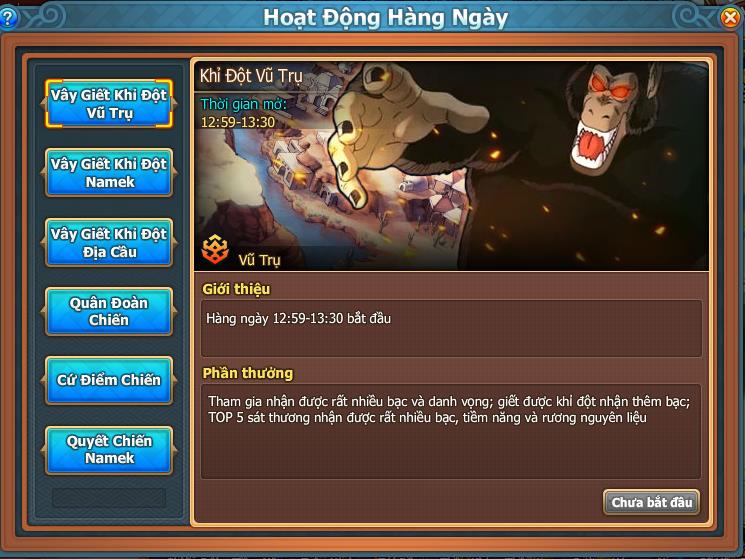 Hoạt Động Hàng Ngày
Vây Giết Khỉ Đột
Vũ Trụ
Vây Giết Khỉ Đột
Namek
Vây Giết Khỉ Đột
Địa Cầu
Quân Đoàn
Chiến
Cứ Điểm Chiến
Quyết Chiến
Namek
Khỉ Đột Vũ Trụ
Thời gian mở:
12:59-13:30
Vũ Trụ
Giới thiệu
Hàng ngày 12:59-13:30 bắt đầu
Phần thưởng
Tham gia nhận được rất nhiều bạc và danh vọng; giết được khỉ đột nhận thêm bạc;
TOP 5 sát thương nhận được rất nhiều bạc, tiềm năng và rương nguyên liệu
Chưa bắt đầu